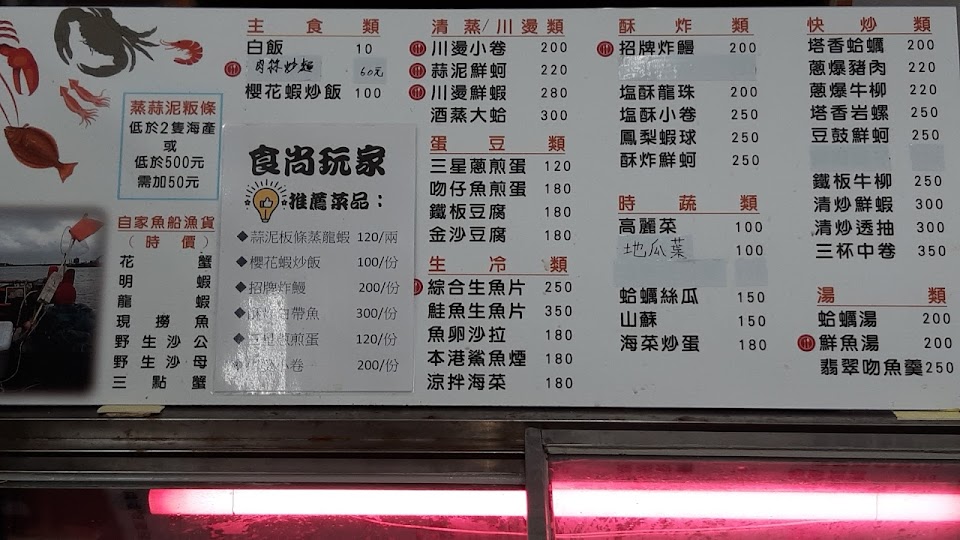 主食類
白飯 10
肉絲炒麵 60元
櫻花蝦炒飯 100
蒸蒜泥粄條
低於2隻海產
或
低於500元
需加50元
自家魚船漁貨
(時價)
花蟹
明蝦
龍蝦
現撈魚
野生沙公
野生沙母
三點蟹
食尚玩家
推薦菜品：
◆蒜泥板條蒸龍蝦 120/兩
◆櫻花蝦炒飯 100/份
◆招牌炸鰻 200/份
白帶魚 300/份
煎蛋 120/份
小卷 200/份
清蒸/川燙類
川燙小卷 200
蒜泥鮮蚵 220
川燙鮮蝦 280
酒蒸大蛤 300
蛋豆類
三星蔥煎蛋 120
吻仔魚煎蛋 180
鐵板豆腐 180
金沙豆腐 180
生冷類
綜合生魚片 250
鮭魚生魚片 350
魚卵沙拉 180
本港鯊魚煙 180
涼拌海菜 180
酥炸類
招牌炸鰻 200
塩酥龍珠 200
塩酥小卷 250
鳳梨蝦球 250
酥炸鮮蚵 250
時蔬類
高麗菜 100
地瓜葉 100
蛤蠣絲瓜 150
山蘇 150
海菜炒蛋 180
快炒類
塔香蛤蠣 200
蔥爆豬肉 220
蔥爆牛柳 220
塔香岩螺 250
豆鼓鮮蚵 250
鐵板牛柳 250
清炒鮮蝦 300
清炒透抽 300
三杯中卷 350
湯類
蛤蠣湯 200
鮮魚湯 200
翡翠吻魚羹 250